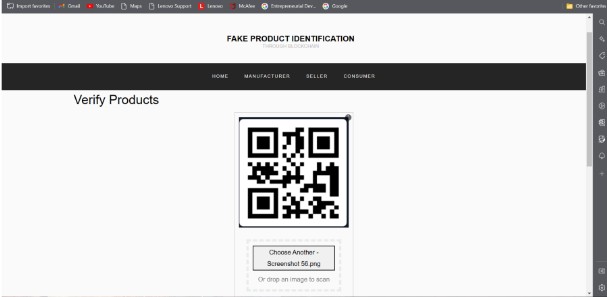 Import favorites Gmail YouTube Maps Lenovo Support Lenovo McAfee Entrepreneurial Dev... Google Other favorites
FAKE PRODUCT IDENTIFICATION
THROUGH BLOCKCHAIN
HOME MANUFACTURER SELLER CONSUMER
Verify Products
Choose Another -
Screenshot 56.png
Or drop an image to scan